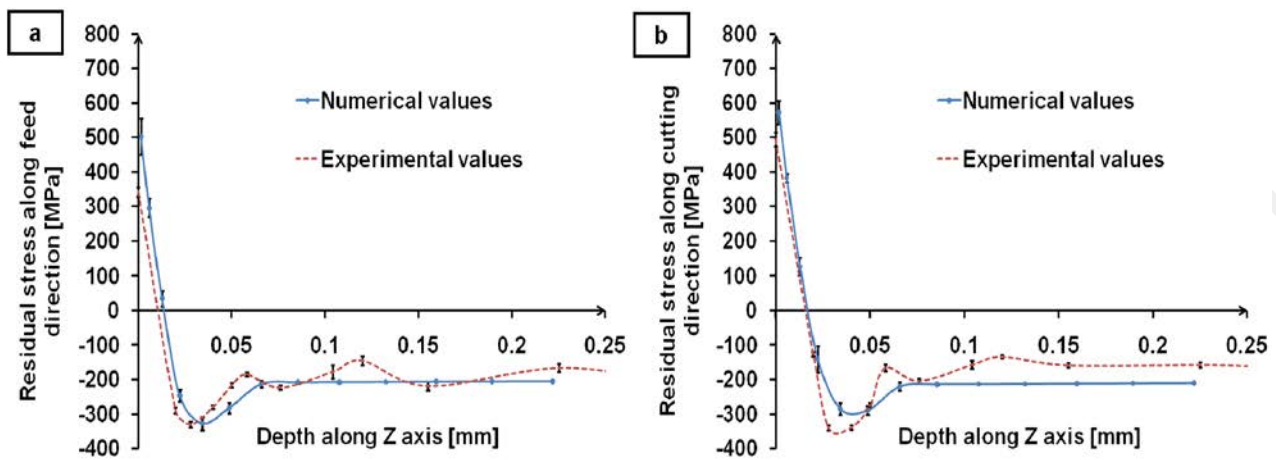 a
800
700
600
500
400
300
200
100
0
-100
-200
-300
-400
Residual stress along feed
direction [MPa]
Numerical values
Experimental values
0.05 0.1 0.15 0.2 0.25
Depth along Z axis [mm]
b
800
700
600
500
400
300
200
100
0
-100
-200
-300
-400
Residual stress along cutting
direction [MPa]
Numerical values
Experimental values
0.05 0.1 0.15 0.2 0.25
Depth along Z axis [mm]